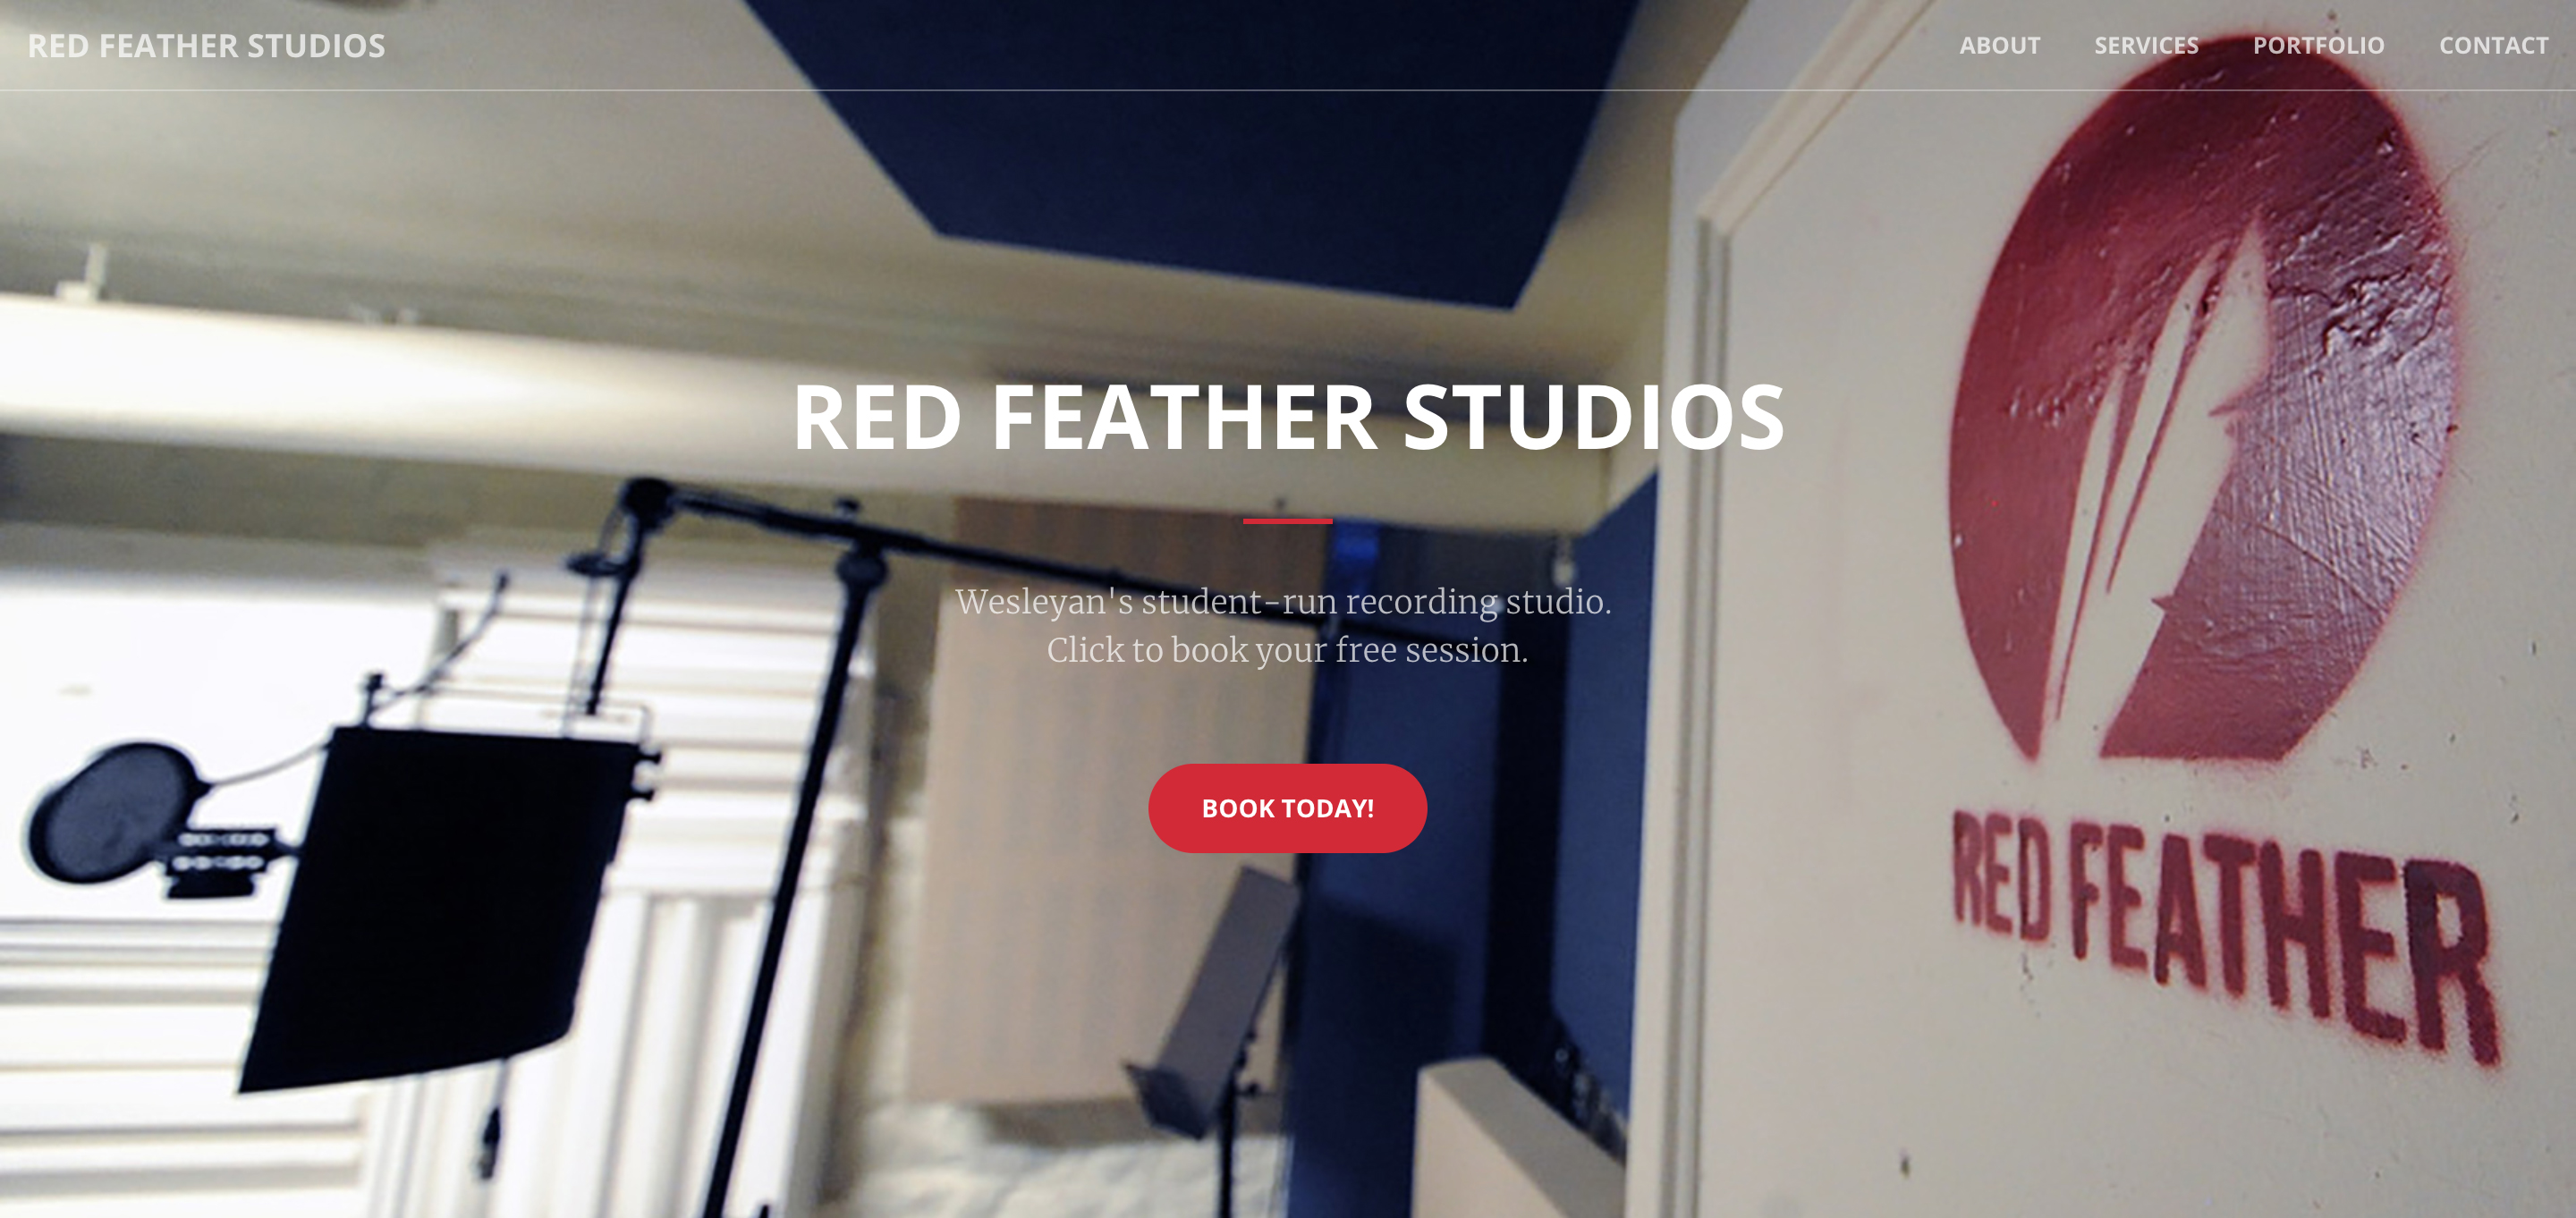 RED FEATHER STUDIOS
ABOUT
SERVICES
PORTFOLIO
CONTACT
RED FEATHER STUDIOS
Wesleyan's student-run recording studio.
Click to book your free session.
BOOK TODAY!
RED FEATHER